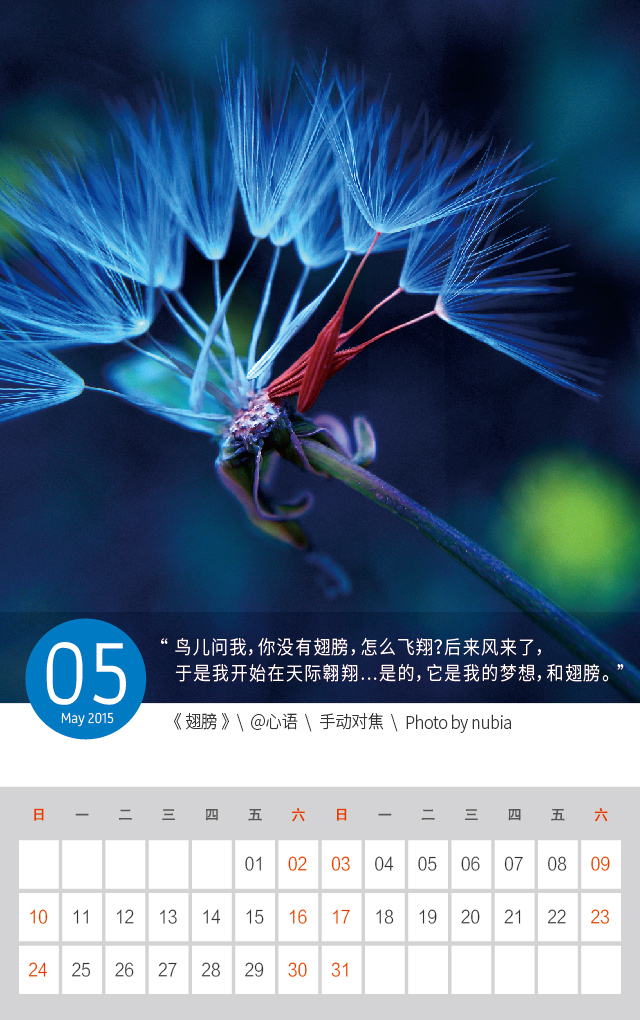 05
May 2015
“ 鸟儿问我，你没有翅膀，怎么飞翔？后来风来了，
于是我开始在天际翱翔…是的，它是我的梦想，和翅膀。”
《 翅膀 》\ @心语 \ 手动对焦 \ Photo by nubia
日 一 二 三 四 五 六 日 一 二 三 四 五 六
01 02 03 04 05 06 07 08 09
10 11 12 13 14 15 16 17 18 19 20 21 22 23
24 25 26 27 28 29 30 31